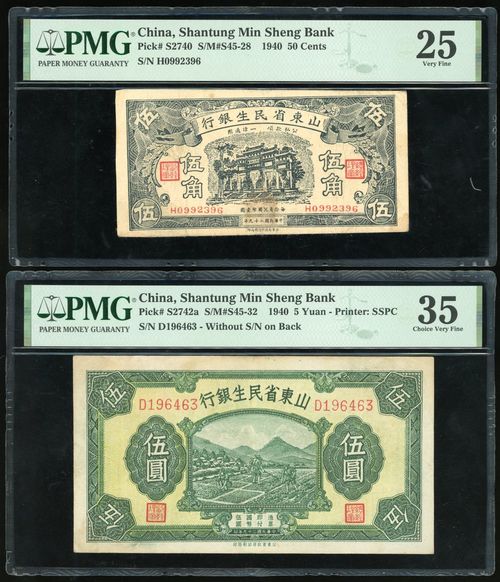 PMG
PAPER MONEY GUARANTY
China, Shantung Min Sheng Bank
Pick# S2740 S/M#S45-28 1940 50 Cents
S/N H0992396
25
Very Fine
伍
行銀生民省東山
伍
伍角
伍角
H0992396
H0992396
伍
伍
PMG
PAPER MONEY GUARANTY
China, Shantung Min Sheng Bank
Pick# S2742a S/M#S45-32 1940 5 Yuan - Printer: SSPC
S/N D196463 - Without S/N on Back
35
Choice Very Fine
伍
行銀生民省東山
伍
D196463
D196463
伍圓
伍圓
伍
伍